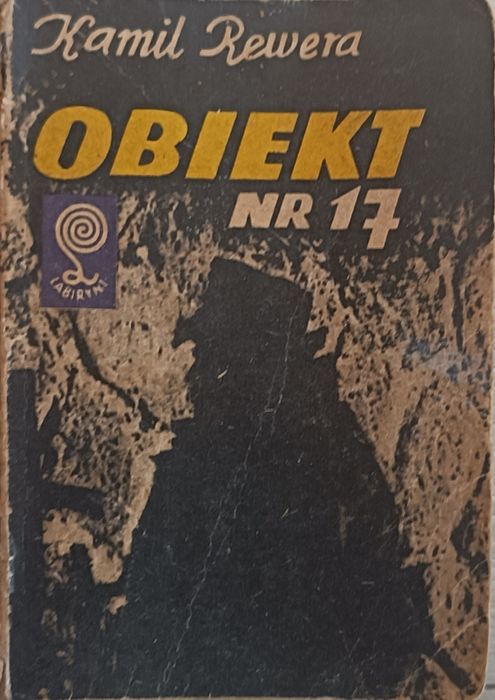 Kamil Rewera
OBIEKT
NR 17
LABIRYNT